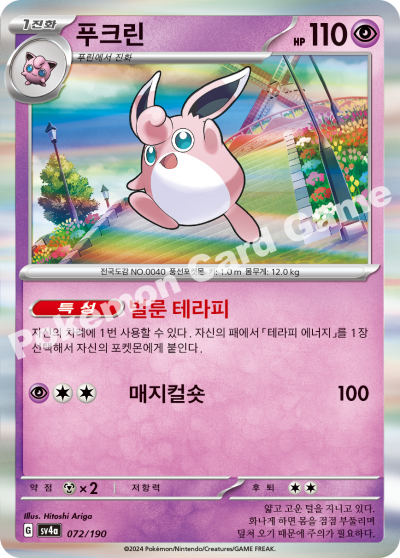 1진화
푸크린
HP 110
푸린에서 진화
전국도감 NO.0040 풍선포켓몬 키: 1.0 m 몸무게: 12.0 kg
특성 벌룬 테라피
자신의 차례에 1번 사용할 수 있다. 자신의 패에서 「테라피 에너지」를 1장
선택해서 자신의 포켓몬에게 붙인다.
매지컬숏 100
약점 ×2 저항력 후퇴
Illus. Hitoshi Ariga
G sv4a 072/190
얇고 고운 털을 지니고 있다.
화나게 하면 몸을 점점 부풀리며
덮쳐 오기 때문에 주의가 필요하다.
©2024 Pokémon/Nintendo/Creatures/GAME FREAK.
Pokémon Card Game